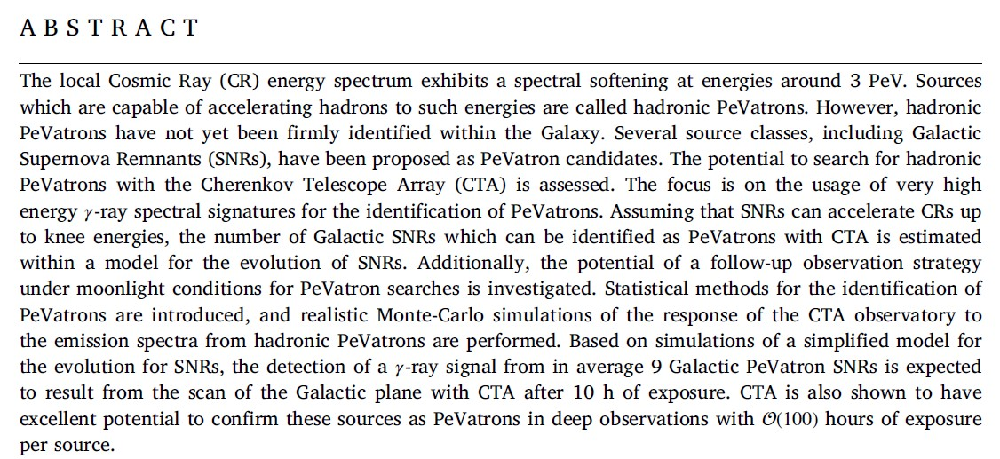 ABSTRACT
The local Cosmic Ray (CR) energy spectrum exhibits a spectral softening at energies around 3 PeV. Sources
which are capable of accelerating hadrons to such energies are called hadronic PeVatrons. However, hadronic
PeVatrons have not yet been firmly identified within the Galaxy. Several source classes, including Galactic
Supernova Remnants (SNRs), have been proposed as PeVatron candidates. The potential to search for hadronic
PeVatrons with the Cherenkov Telescope Array (CTA) is assessed. The focus is on the usage of very high
energy γ-ray spectral signatures for the identification of PeVatrons. Assuming that SNRs can accelerate CRs up
to knee energies, the number of Galactic SNRs which can be identified as PeVatrons with CTA is estimated
within a model for the evolution of SNRs. Additionally, the potential of a follow-up observation strategy
under moonlight conditions for PeVatron searches is investigated. Statistical methods for the identification of
PeVatrons are introduced, and realistic Monte-Carlo simulations of the response of the CTA observatory to
the emission spectra from hadronic PeVatrons are performed. Based on simulations of a simplified model for
the evolution for SNRs, the detection of a γ-ray signal from in average 9 Galactic PeVatron SNRs is expected
to result from the scan of the Galactic plane with CTA after 10 h of exposure. CTA is also shown to have
excellent potential to confirm these sources as PeVatrons in deep observations with 𝒪(100) hours of exposure
per source.